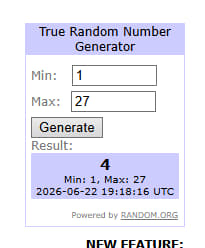 True Random Number
Generator
Min: 1
Max: 27
Generate
Result:
4
Min: 1, Max: 27
2026-06-22 19:18:16 UTC
Powered by RANDOM.ORG
NEW FEATURE: